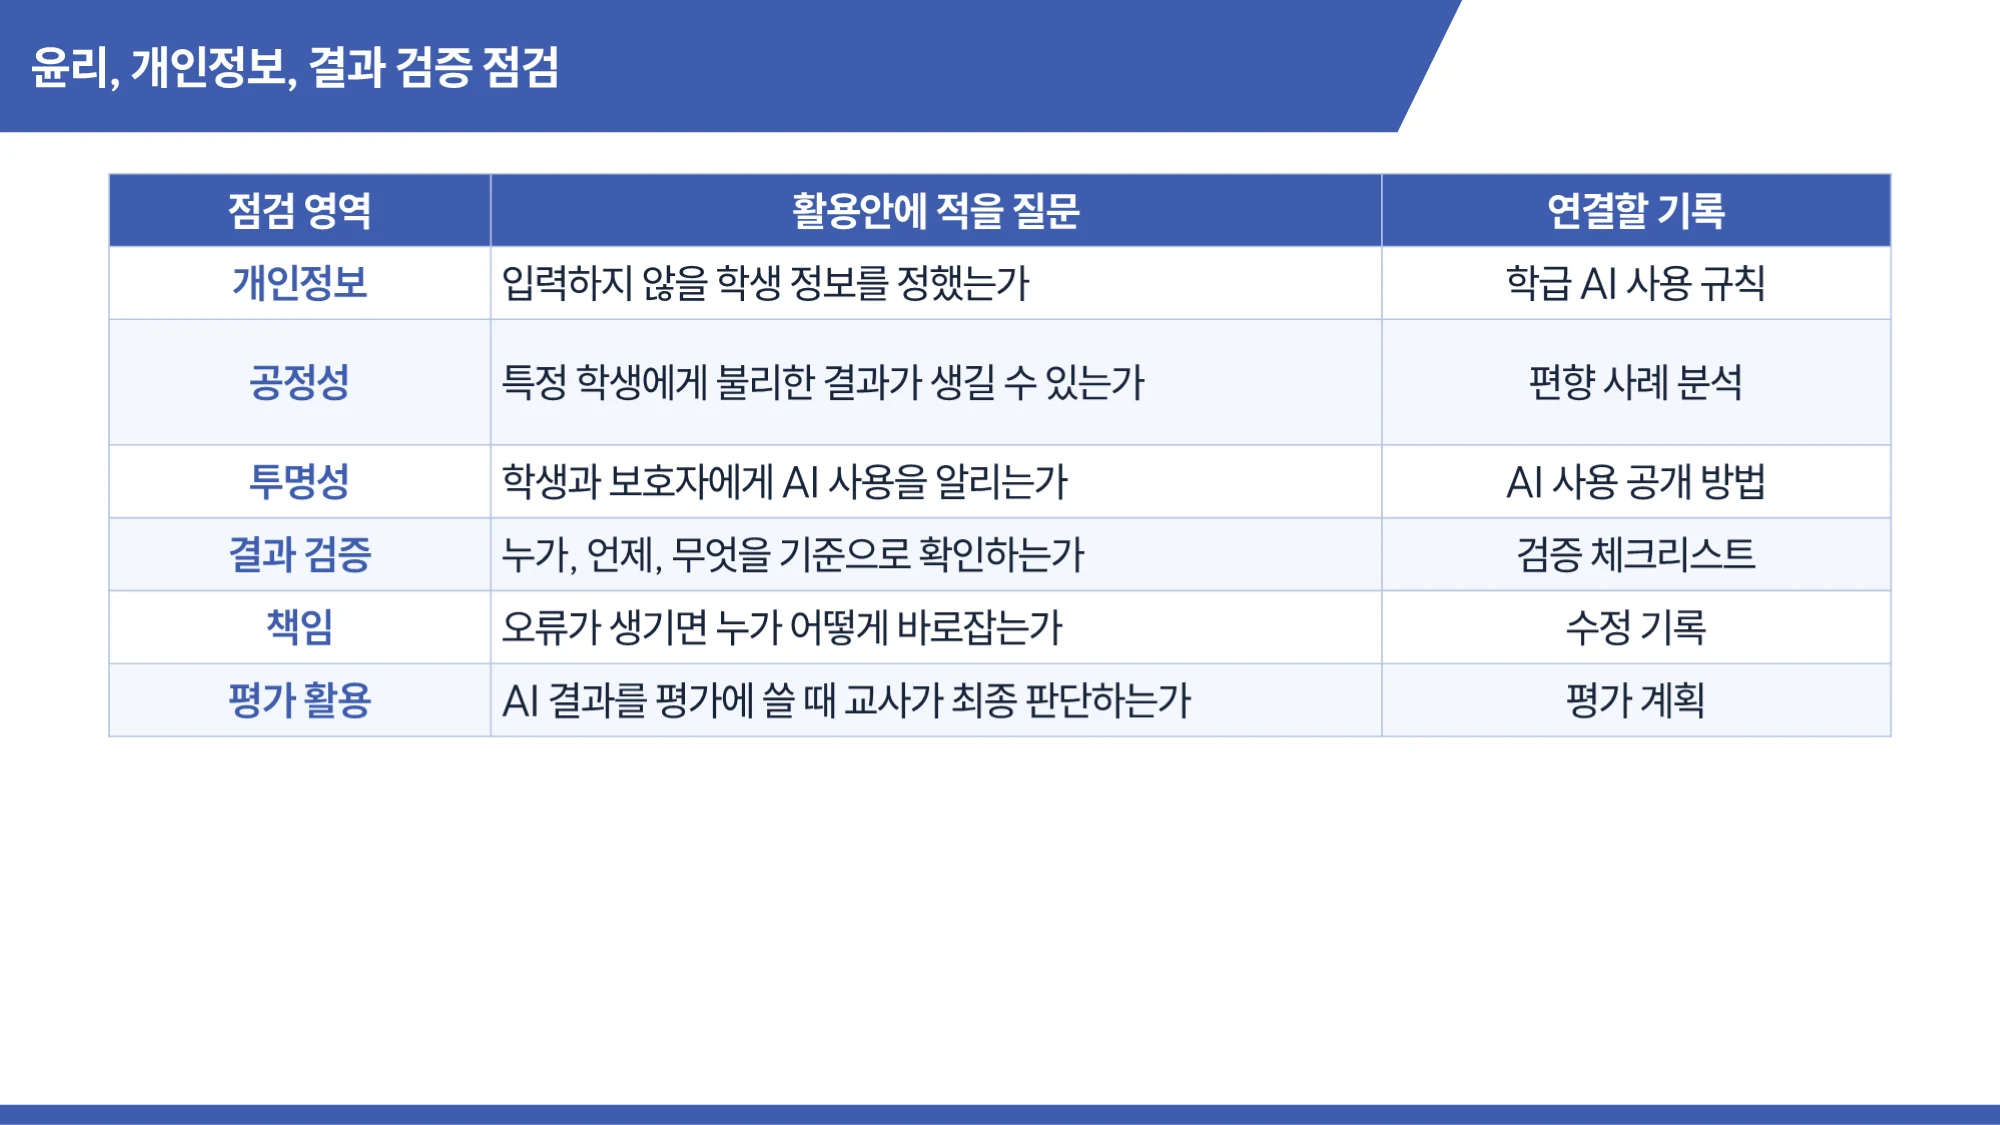 윤리, 개인정보, 결과 검증 점검
점검 영역 활용안에 적을 질문 연결할 기록
개인정보 입력하지 않을 학생 정보를 정했는가 학급 AI 사용 규칙
공정성 특정 학생에게 불리한 결과가 생길 수 있는가 편향 사례 분석
투명성 학생과 보호자에게 AI 사용을 알리는가 AI 사용 공개 방법
결과 검증 누가, 언제, 무엇을 기준으로 확인하는가 검증 체크리스트
책임 오류가 생기면 누가 어떻게 바로잡는가 수정 기록
평가 활용 AI 결과를 평가에 쓸 때 교사가 최종 판단하는가 평가 계획